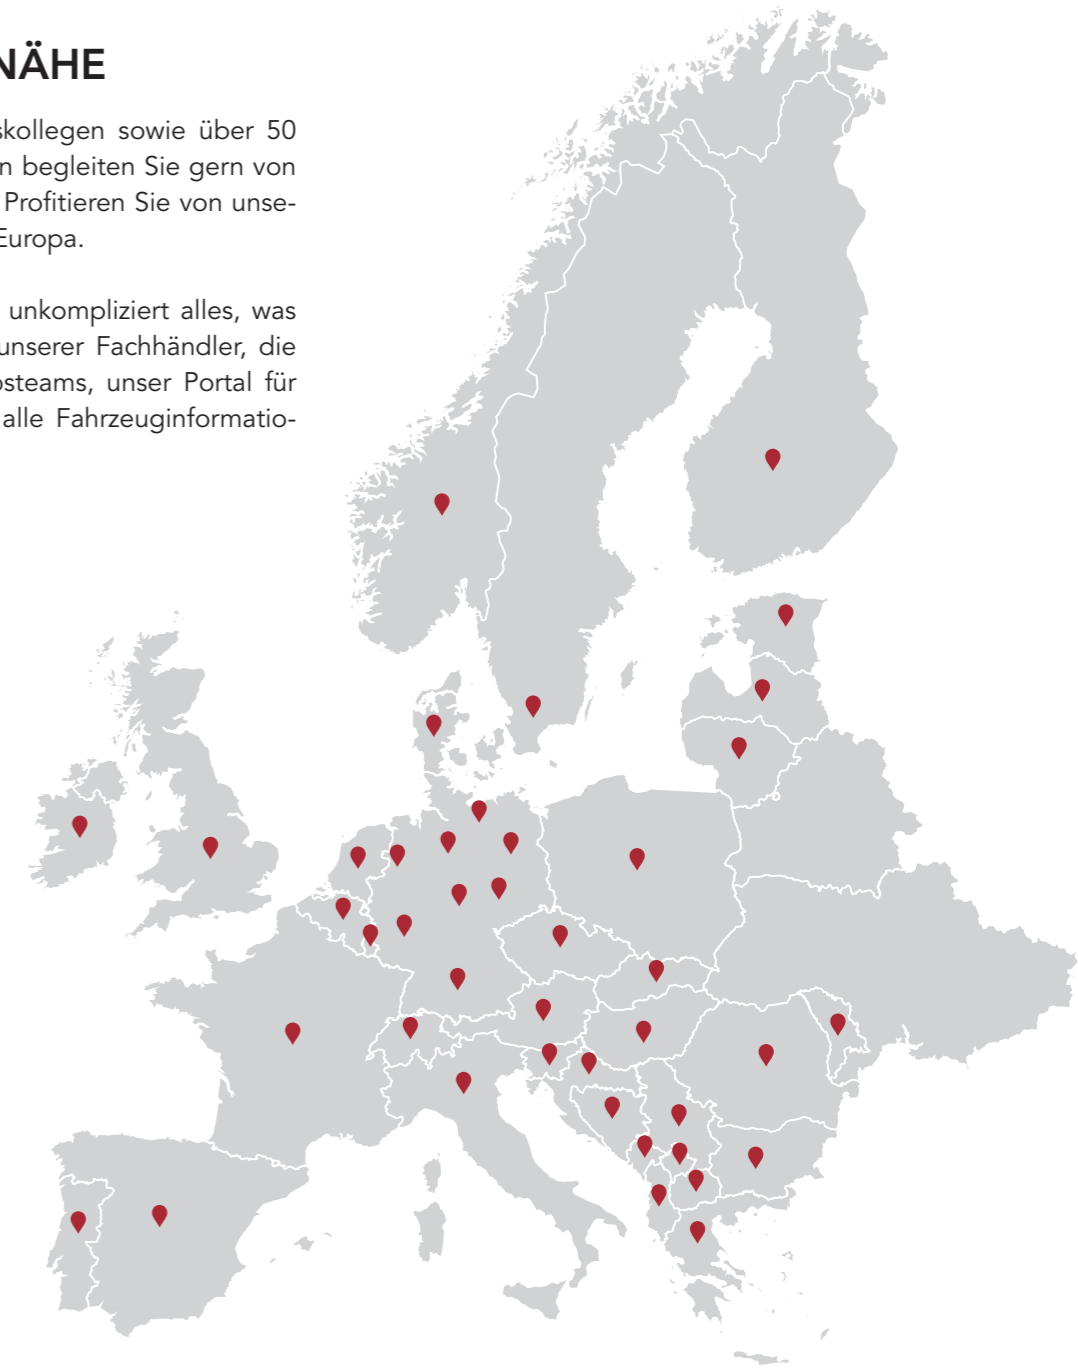 NÄHE
skollegen sowie über 50
n begleiten Sie gern von
Profitieren Sie von unse-
Europa.
unkompliziert alles, was
unserer Fachhändler, die
osteams, unser Portal für
alle Fahrzeuginformatio-